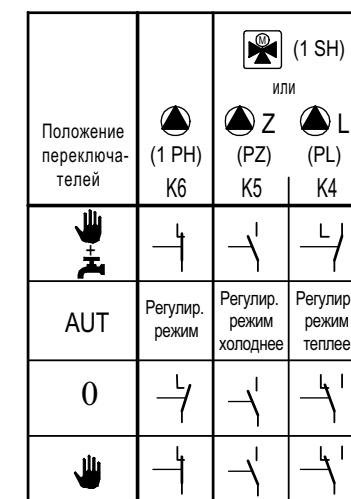 M (1 SH)
или
Z L
Положение
переключа-
телей
(1 PH) (PZ) (PL)
K6 K5 K4
+
AUT
Регулир.
режим
Регулир.
режим
холоднее
Регулир
режим
теплее
0